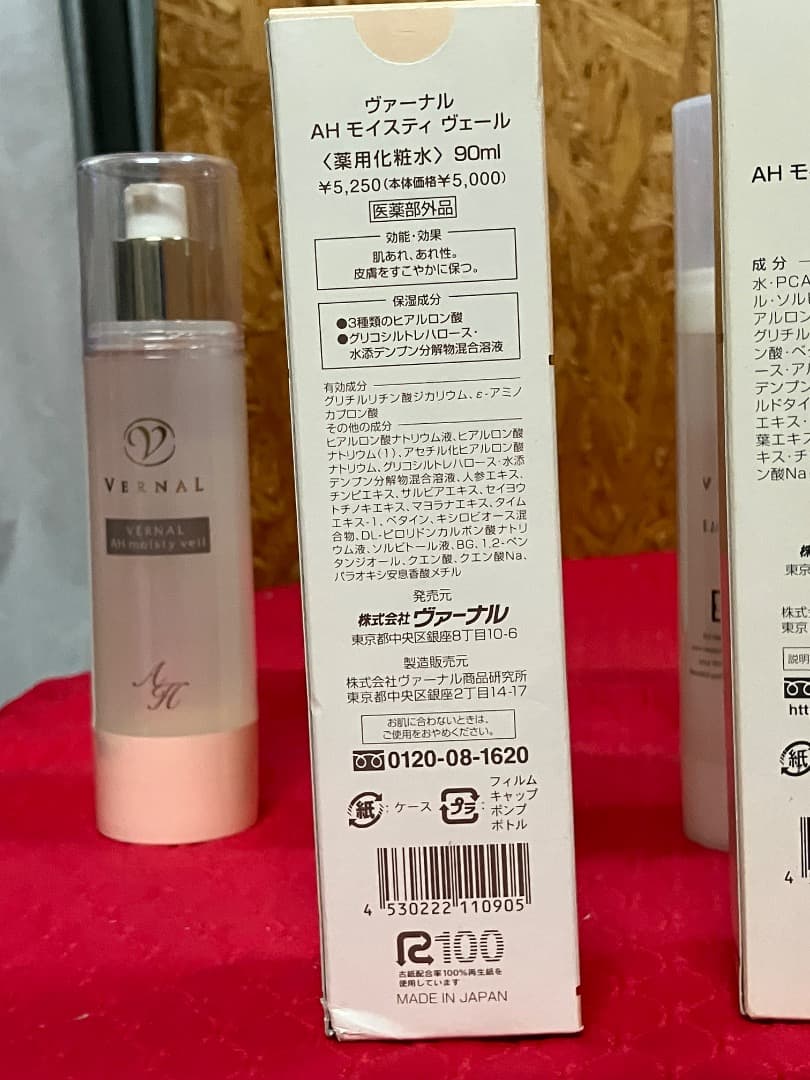 ヴァーナル
AH モイスティ ヴェール
〈薬用化粧水〉90ml
¥5,250(本体価格¥5,000)
医薬部外品
効能・効果
肌あれ、あれ性。
皮膚をすこやかに保つ。
保湿成分
●3種類のヒアルロン酸
●グリコシルトレハロース・
水添デンプン分解物混合溶液
有効成分
グリチルリチン酸ジカリウム、ε-アミノ
カプロン酸
その他の成分
ヒアルロン酸ナトリウム液、ヒアルロン酸
ナトリウム(1)、アセチル化ヒアルロン酸
ナトリウム、グリコシルトレハロース・水添
デンプン分解物混合溶液、人参エキス、
チンピエキス、サルビアエキス、セイヨウ
トチノキエキス、マヨラナエキス、タイム
エキス-1、ベタイン、キシロビオース混
合物、DL-ピロリドンカルボン酸ナトリ
ウム液、ソルビトール液、BG、1,2-ペン
タンジオール、クエン酸、クエン酸Na、
パラオキシ安息香酸メチル
発売元
株式会社 ヴァーナル
東京都中央区銀座8丁目10-6
製造販売元
株式会社ヴァーナル商品研究所
東京都中央区銀座2丁目14-17
お肌に合わないときは、
ご使用をおやめください。
0120-08-1620
紙：ケース
プラ：フィルム
キャップ
ポンプ
ボトル
4 530222 110905
R100
古紙配合率100%再生紙を
使用しています
MADE IN JAPAN
VERNAL
VERNAL
AH moisty veil
AH
AH モ
成分
水・PCA
ル・ソルビ
アルロン
グリチル
ン酸・ベ
ース・アル
デンプン
ルドタイ
エキス・
葉エキス
キス・チ
ン酸Na
株
東京
株式
東京
説明
htt
紙
4